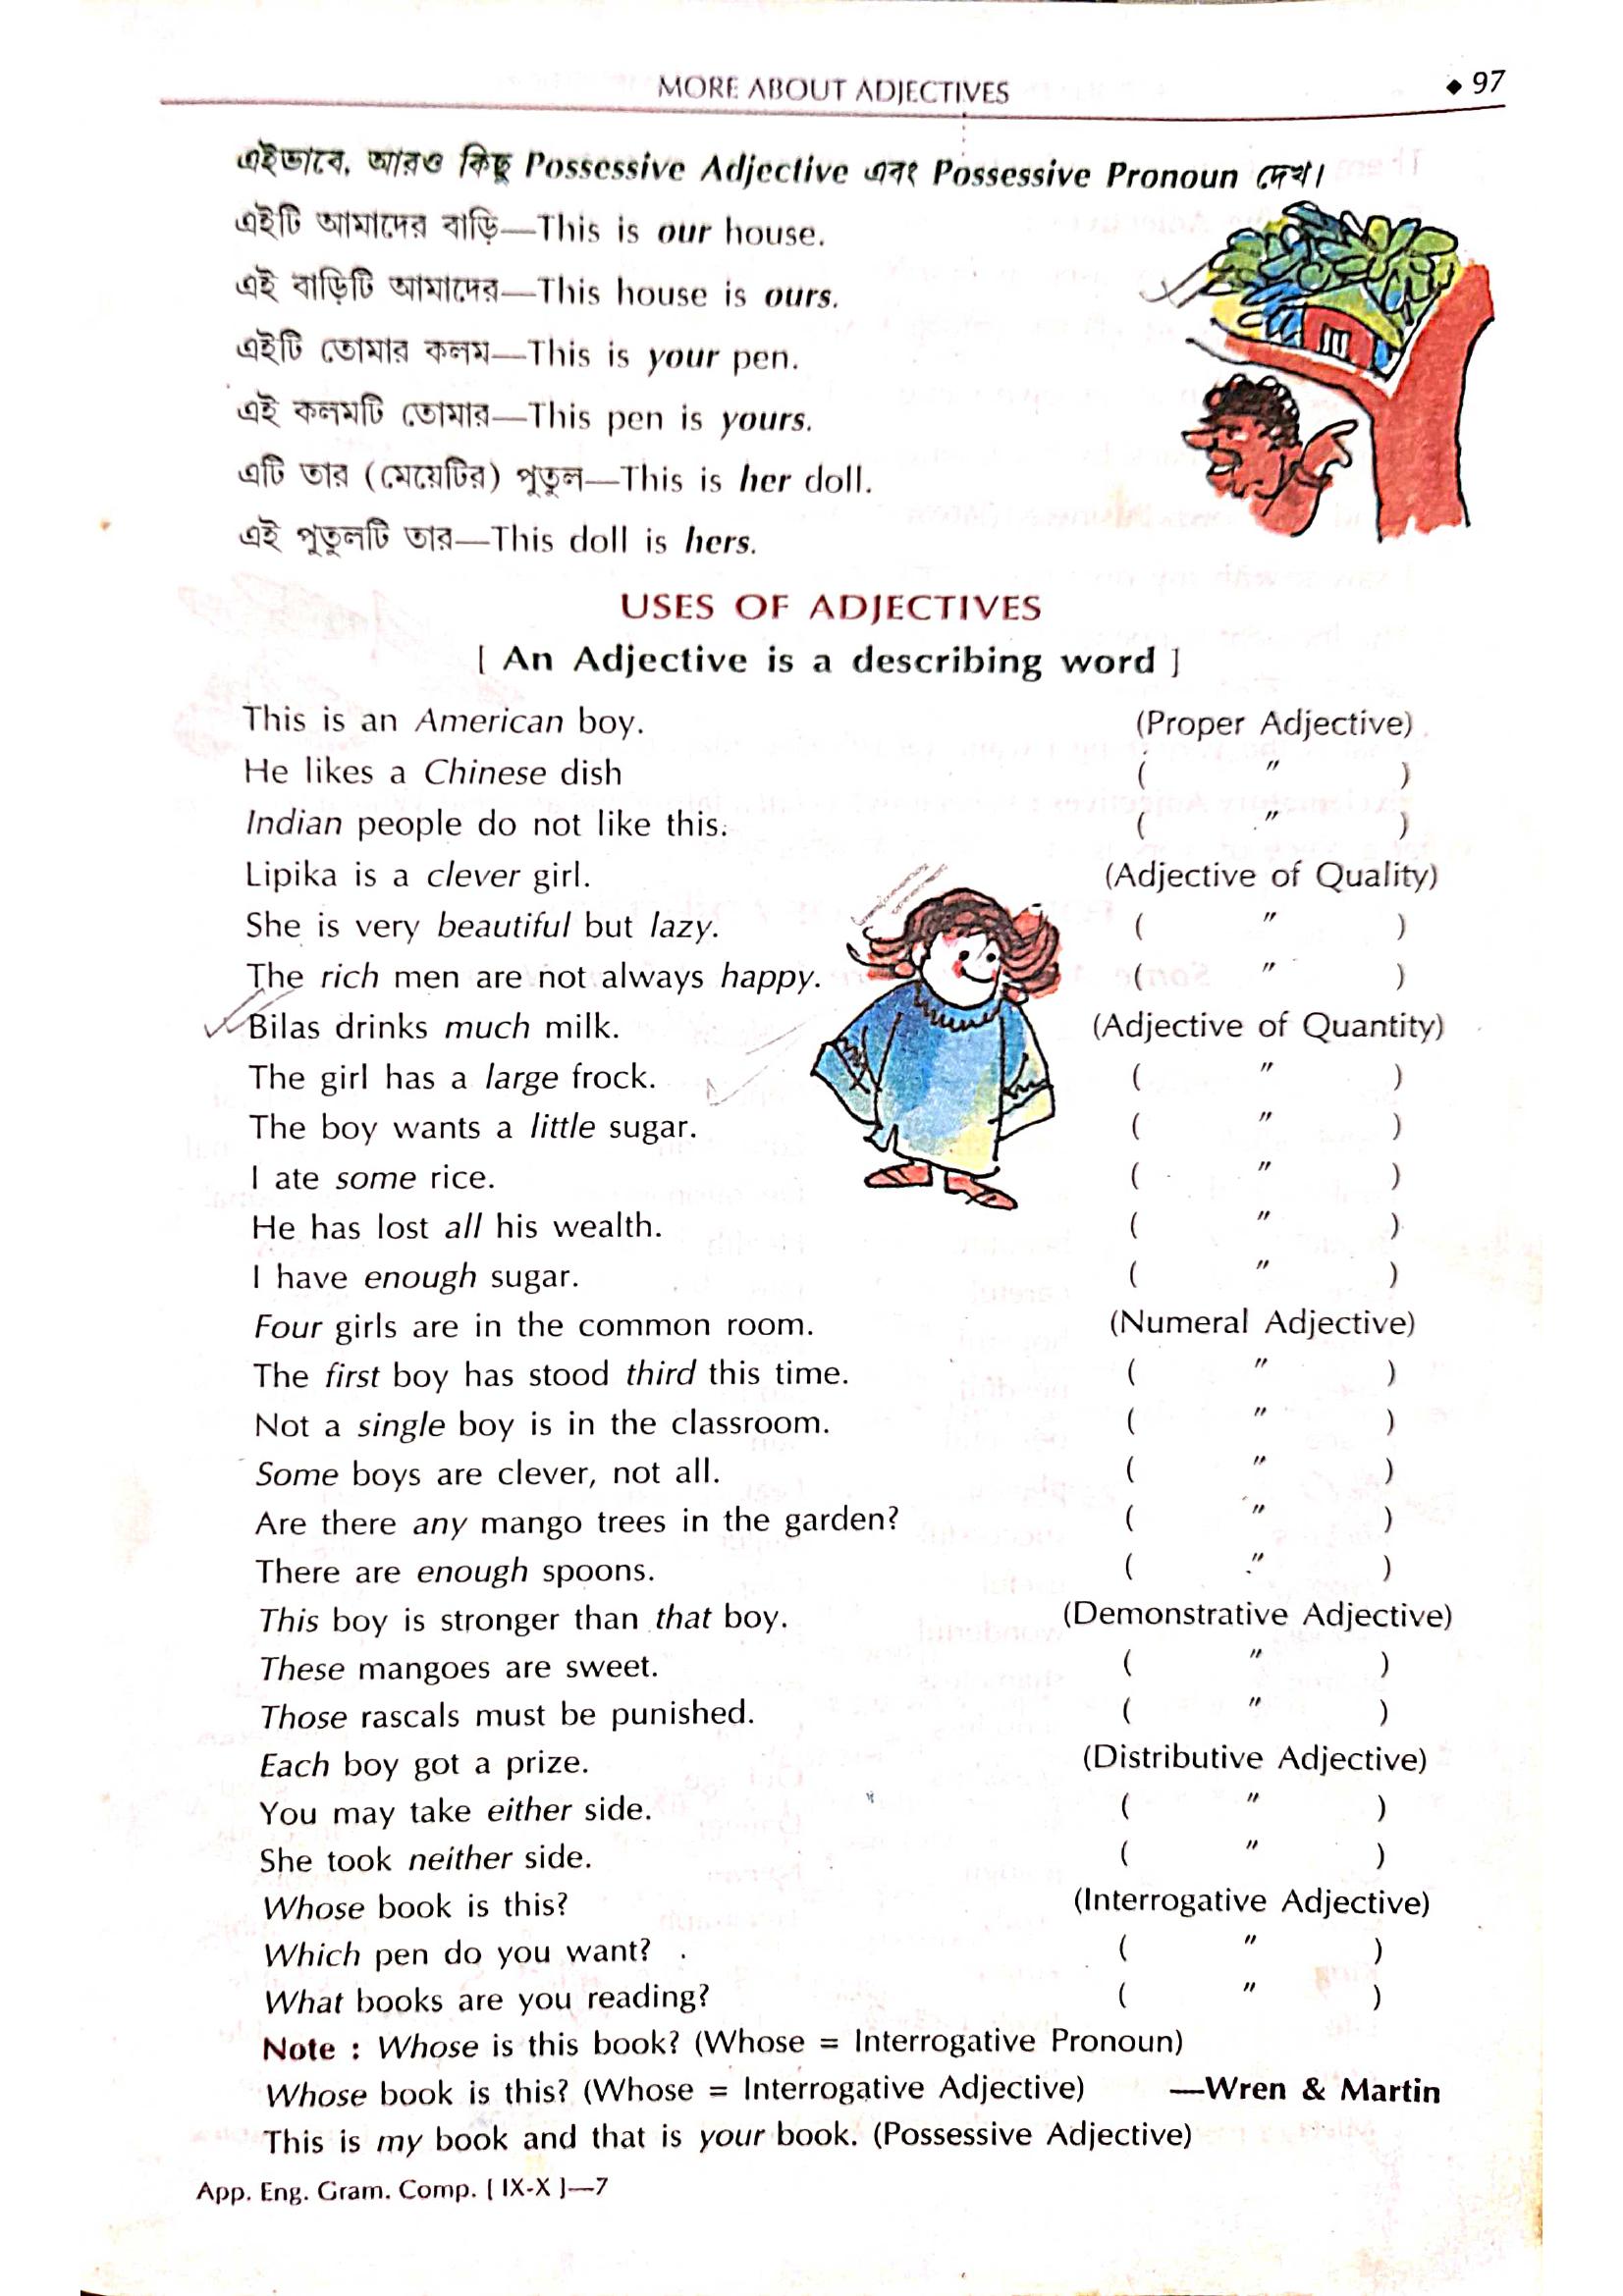 MORE ABOUT ADJECTIVES ◆ 97
এইভাবে, আরও কিছু Possessive Adjective এবং Possessive Pronoun দেখ।
এইটি আমাদের বাড়ি—This is our house.
এই বাড়িটি আমাদের—This house is ours.
এইটি তোমার কলম—This is your pen.
এই কলমটি তোমার—This pen is yours.
এটি তার (মেয়েটির) পুতুল—This is her doll.
এই পুতুলটি তার—This doll is hers.
USES OF ADJECTIVES
[ An Adjective is a describing word ]
This is an American boy. (Proper Adjective)
He likes a Chinese dish ( " )
Indian people do not like this. ( " )
Lipika is a clever girl. (Adjective of Quality)
She is very beautiful but lazy. ( " )
The rich men are not always happy. ( " )
Bilas drinks much milk. (Adjective of Quantity)
The girl has a large frock. ( " )
The boy wants a little sugar. ( " )
I ate some rice. ( " )
He has lost all his wealth. ( " )
I have enough sugar. ( " )
Four girls are in the common room. (Numeral Adjective)
The first boy has stood third this time. ( " )
Not a single boy is in the classroom. ( " )
Some boys are clever, not all. ( " )
Are there any mango trees in the garden? ( " )
There are enough spoons. ( " )
This boy is stronger than that boy. (Demonstrative Adjective)
These mangoes are sweet. ( " )
Those rascals must be punished. ( " )
Each boy got a prize. (Distributive Adjective)
You may take either side. ( " )
She took neither side. ( " )
Whose book is this? (Interrogative Adjective)
Which pen do you want? ( " )
What books are you reading? ( " )
Note : Whose is this book? (Whose = Interrogative Pronoun)
Whose book is this? (Whose = Interrogative Adjective) —Wren & Martin
This is my book and that is your book. (Possessive Adjective)
App. Eng. Gram. Comp. [ IX-X ]—7